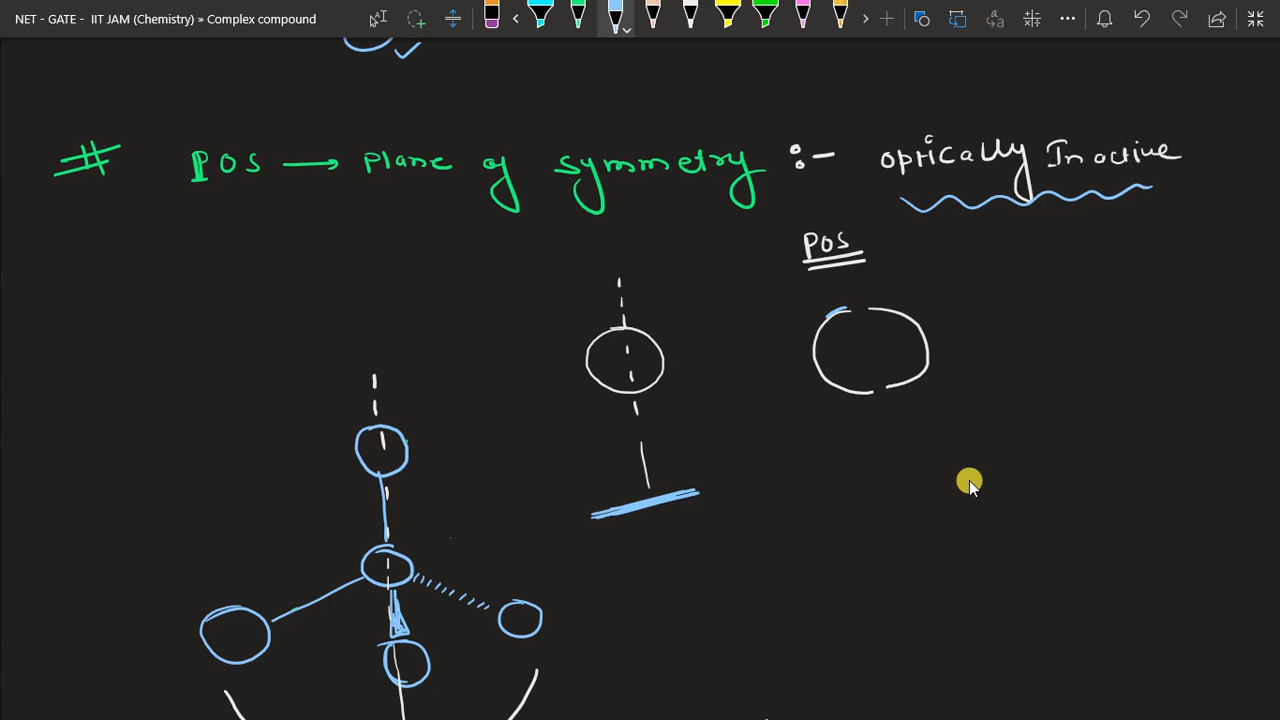 NET - GATE - IIT JAM (Chemistry) » Complex compound
# POS → Plane of symmetry :- optically Inactive
POS